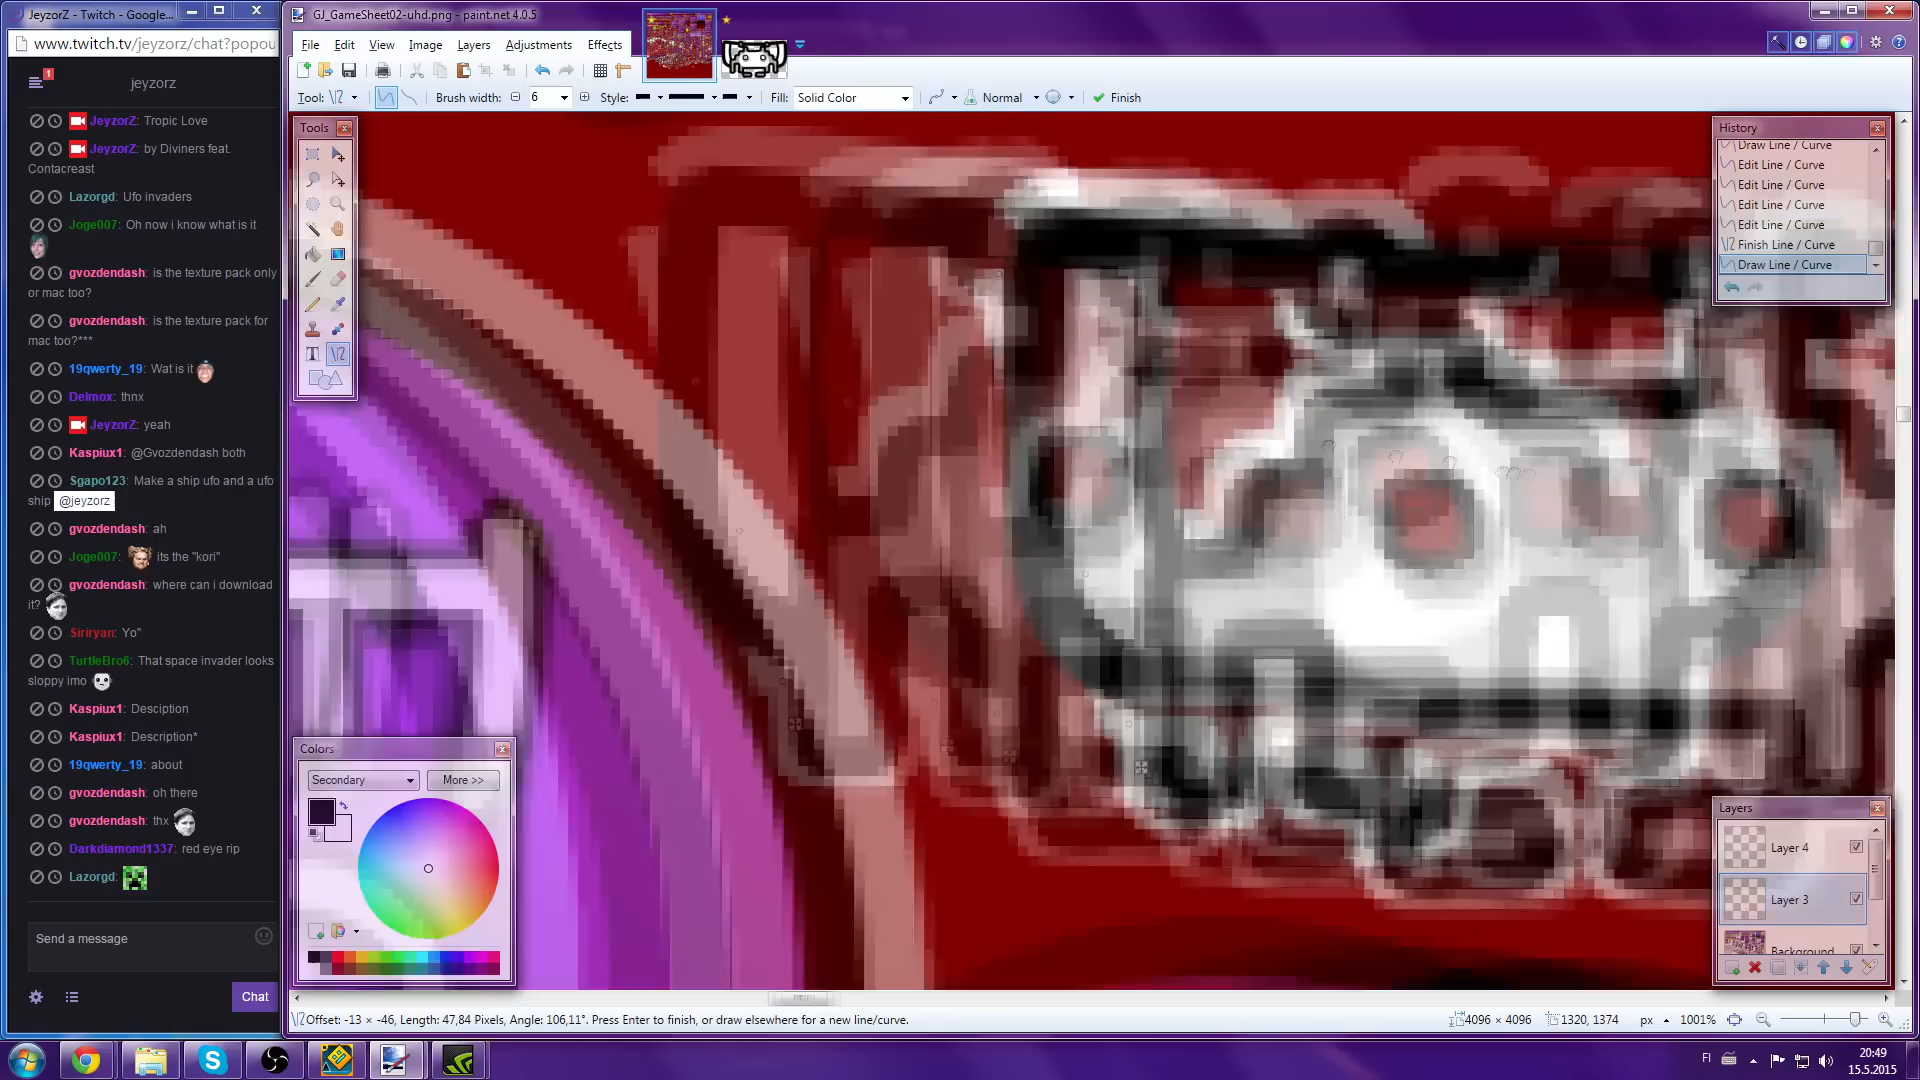 JeyzorZ - Twitch - Google...
www.twitch.tv/jeyzorz/chat?popou
1
jeyzorz
JeyzorZ: Tropic Love
JeyzorZ: by Diviners feat.
Contacreast
Lazorgd: Ufo invaders
Joge007: Oh now i know what is it
gvozdendash: is the texture pack only
or mac too?
gvozdendash: is the texture pack for
mac too?***
19qwerty_19: Wat is it
Delmox: thnx
JeyzorZ: yeah
Kaspiux1: @Gvozdendash both
Sgapo123: Make a ship ufo and a ufo
ship @jeyzorz
gvozdendash: ah
Joge007: its the "kori"
gvozdendash: where can i download
it?
Siriryan: Yo"
TurtleBro6: That space invader looks
sloppy imo
Kaspiux1: Desciption
Kaspiux1: Description*
19qwerty_19: about
gvozdendash: oh there
gvozdendash: thx
Darkdiamond1337: red eye rip
Lazorgd:
Send a message
Chat
GJ_GameSheet02-uhd.png - paint.net 4.0.5
File Edit View Image Layers Adjustments Effects
Tool: Brush width: 6 Style: Fill: Solid Color Normal Finish
Tools
History
Draw Line / Curve
Edit Line / Curve
Edit Line / Curve
Edit Line / Curve
Edit Line / Curve
Finish Line / Curve
Draw Line / Curve
Colors
Secondary More >>
Layers
Layer 4
Layer 3
Background
Offset: -13 × -46, Length: 47,84 Pixels, Angle: 106,11°. Press Enter to finish, or draw elsewhere for a new line/curve.
4096 × 4096 1320, 1374 px 1001%
FI
20:49
15.5.2015